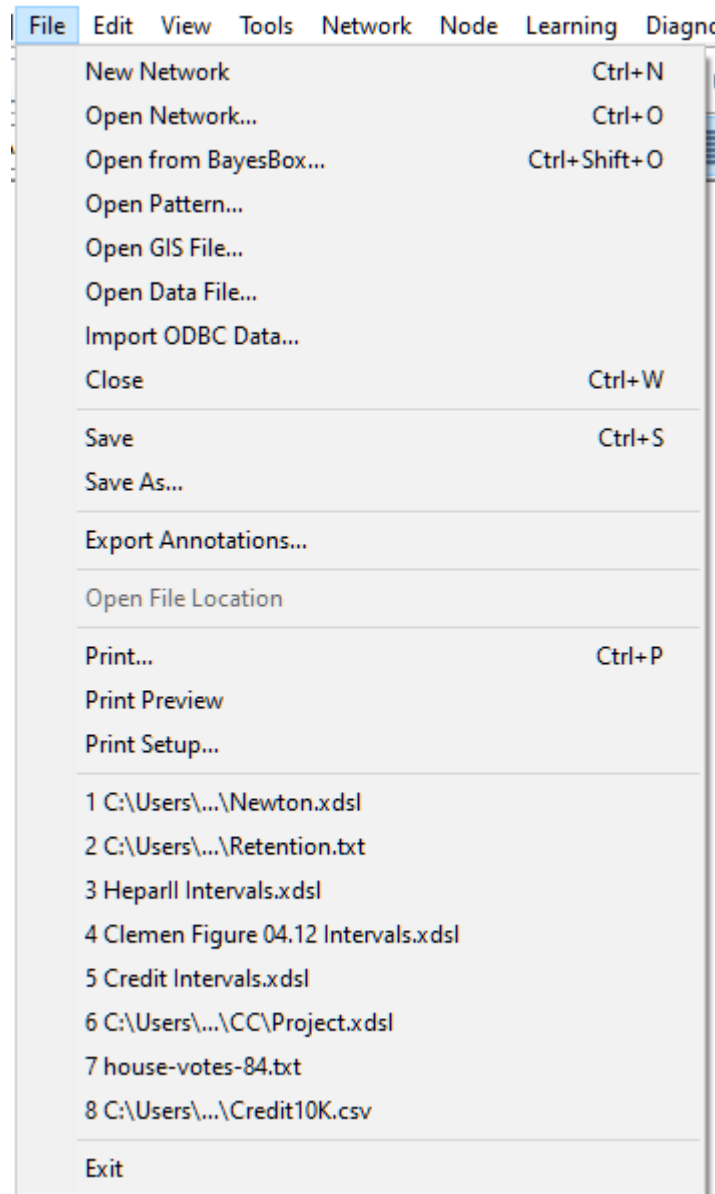 File Edit View Tools Network Node Learning Diagno
New Network Ctrl+N
Open Network... Ctrl+O
Open from BayesBox... Ctrl+Shift+O
Open Pattern...
Open GIS File...
Open Data File...
Import ODBC Data...
Close Ctrl+W
Save Ctrl+S
Save As...
Export Annotations...
Open File Location
Print... Ctrl+P
Print Preview
Print Setup...
1 C:\Users\...\Newton.xdsl
2 C:\Users\...\Retention.txt
3 HeparII Intervals.xdsl
4 Clemen Figure 04.12 Intervals.xdsl
5 Credit Intervals.xdsl
6 C:\Users\...\CC\Project.xdsl
7 house-votes-84.txt
8 C:\Users\...\Credit10K.csv
Exit